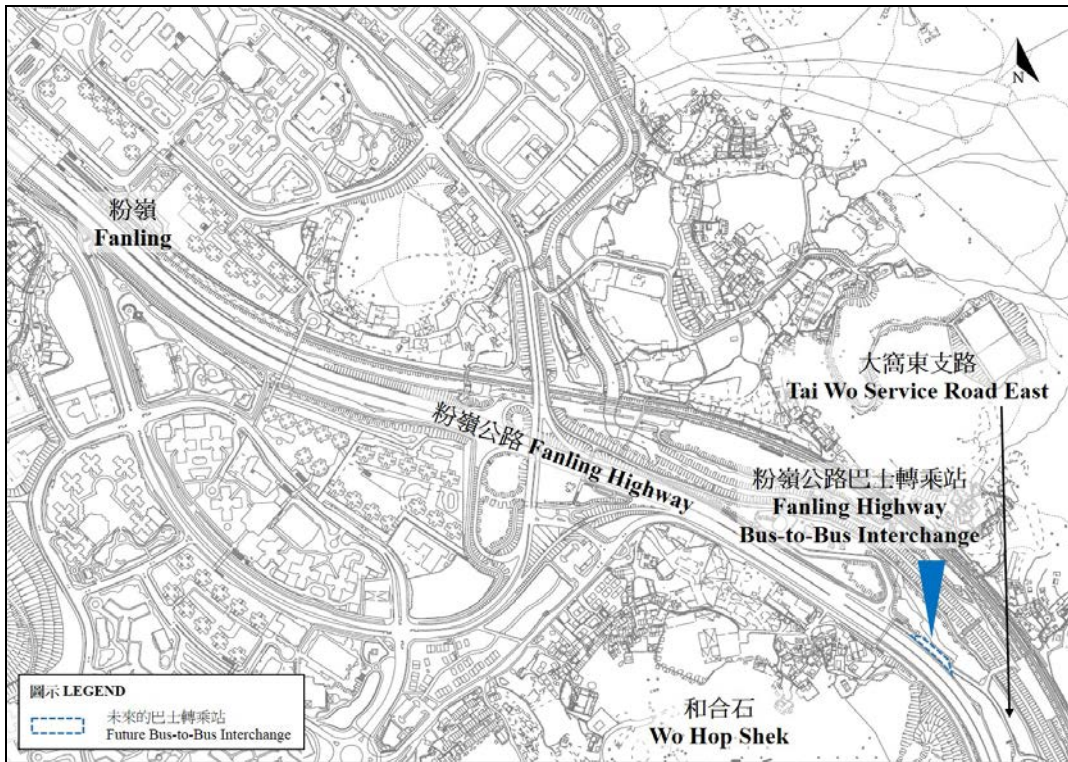 N
粉嶺
Fanling
大窩東支路
Tai Wo Service Road East
粉嶺公路 Fanling Highway
粉嶺公路巴士轉乘站
Fanling Highway
Bus-to-Bus Interchange
和合石
Wo Hop Shek
圖示 LEGEND
未來的巴士轉乘站
Future Bus-to-Bus Interchange